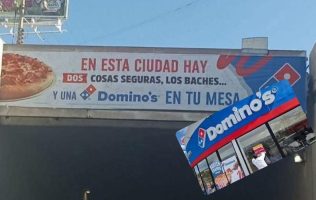 EN ESTA CIUDAD HAY
DOS COSAS SEGURAS, LOS BACHES...
Y UNA Domino's EN TU MESA
Domino's